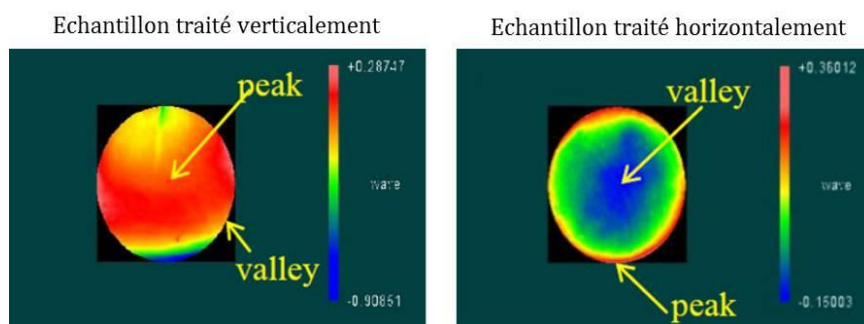 Echantillon traité verticalement
+0.28747
peak
wave
valley
-0.90851
Echantillon traité horizontalement
+0.36012
valley
wave
peak
-0.15003